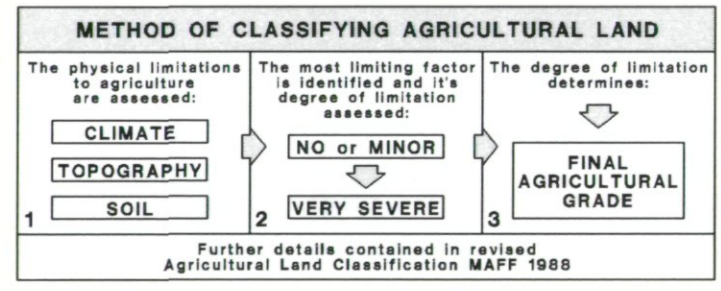 METHOD OF CLASSIFYING AGRICULTURAL LAND
The physical limitations
to agriculture
are assessed:
CLIMATE
TOPOGRAPHY
SOIL
1
The most limiting factor
is identified and it's
degree of limitation
assessed:
NO or MINOR
VERY SEVERE
2
The degree of limitation
determines:
FINAL
AGRICULTURAL
GRADE
3
Further details contained in revised
Agricultural Land Classification MAFF 1988